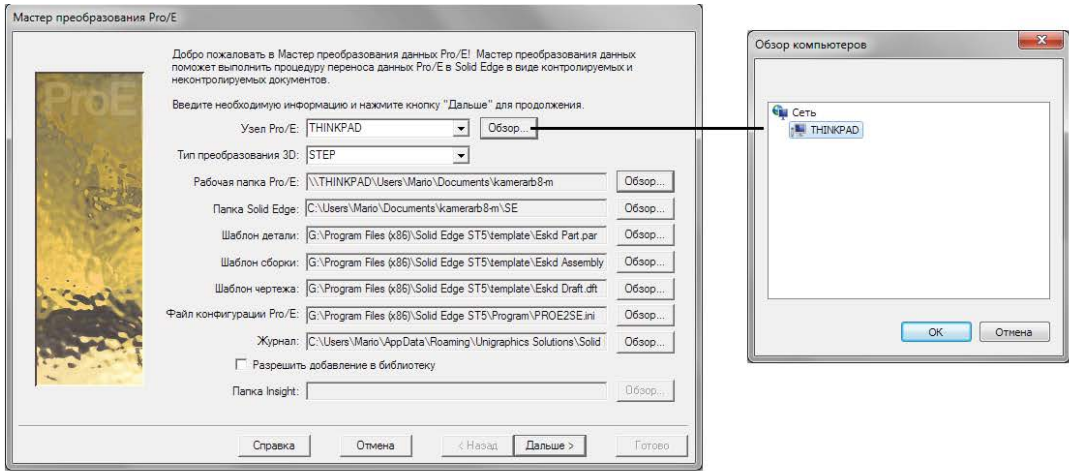 Мастер преобразования Pro/E
ProE
Добро пожаловать в Мастер преобразования данных Pro/E! Мастер преобразования данных
поможет выполнить процедуру переноса данных Pro/E в Solid Edge в виде контролируемых и
неконтролируемых документов.
Введите необходимую информацию и нажмите кнопку "Дальше" для продолжения.
Узел Pro/E: THINKPAD Обзор...
Тип преобразования 3D: STEP
Рабочая папка Pro/E: \\THINKPAD\Users\Mario\Documents\kamerarb8-m Обзор...
Папка Solid Edge: C:\Users\Mario\Documents\kamerarb8-m\SE Обзор...
Шаблон детали: G:\Program Files (x86)\Solid Edge ST5\template\Eskd Part.par Обзор...
Шаблон сборки: G:\Program Files (x86)\Solid Edge ST5\template\Eskd Assembly Обзор...
Шаблон чертежа: G:\Program Files (x86)\Solid Edge ST5\template\Eskd Draft.dft Обзор...
Файл конфигурации Pro/E: G:\Program Files (x86)\Solid Edge ST5\Program\PROE2SE.ini Обзор...
Журнал: C:\Users\Mario\AppData\Roaming\Unigraphics Solutions\Solid Обзор...
Разрешить добавление в библиотеку
Папка Insight: Обзор...
Справка Отмена < Назад Дальше > Готово
Обзор компьютеров
Сеть
THINKPAD
OK Отмена